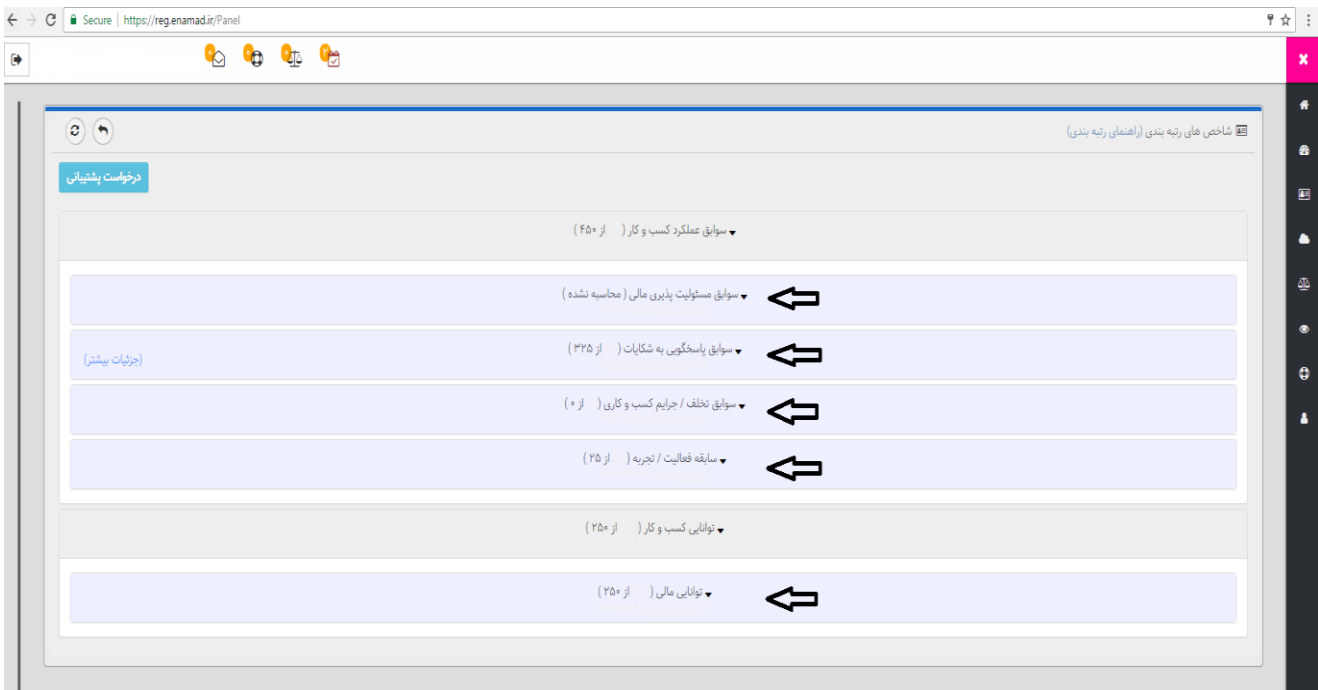 Secure | https://reg.enamad.ir/Panel
شاخص های رتبه بندی (راهنمای رتبه بندی)
درخواست پشتیبانی
سوابق عملکرد کسب و کار ( از ۴۵۰ )
سوابق مسئولیت پذیری مالی ( محاسبه نشده )
سوابق پاسخگویی به شکایات ( از ۳۲۵ )
(جزئیات بیشتر)
سوابق تخلف / جرایم کسب و کاری ( از ۰ )
سابقه فعالیت / تجربه ( از ۲۵ )
توانایی کسب و کار ( از ۲۵۰ )
توانایی مالی ( از ۲۵۰ )